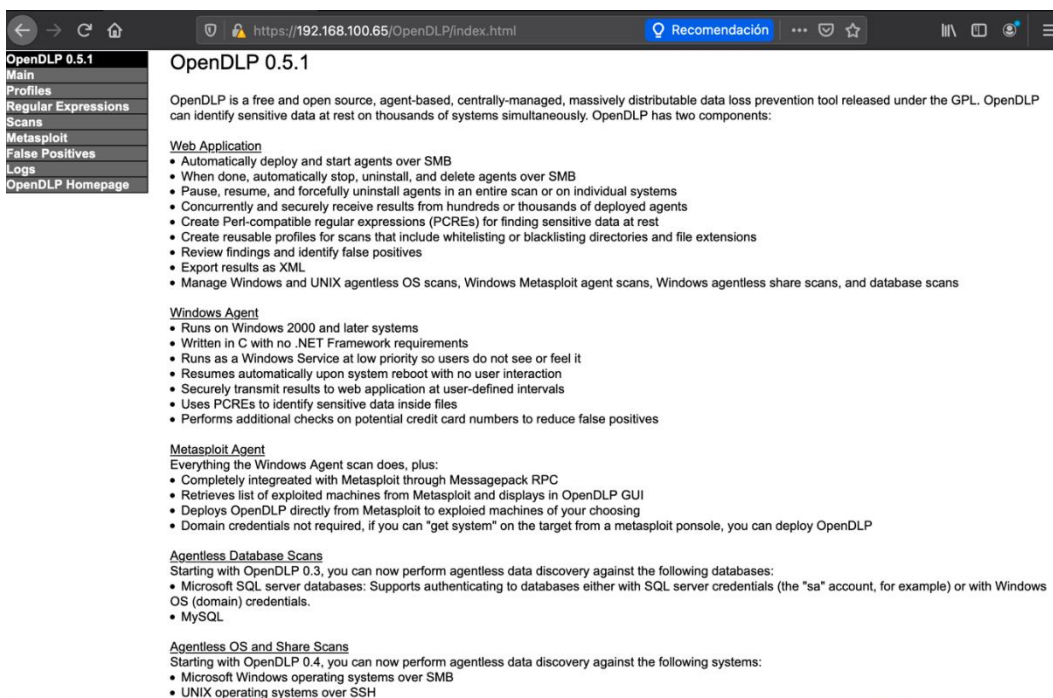 https://192.168.100.65/OpenDLP/index.html
Recomendación
OpenDLP 0.5.1
Main
Profiles
Regular Expressions
Scans
Metasploit
False Positives
Logs
OpenDLP Homepage
OpenDLP 0.5.1
OpenDLP is a free and open source, agent-based, centrally-managed, massively distributable data loss prevention tool released under the GPL. OpenDLP
can identify sensitive data at rest on thousands of systems simultaneously. OpenDLP has two components:
Web Application
• Automatically deploy and start agents over SMB
• When done, automatically stop, uninstall, and delete agents over SMB
• Pause, resume, and forcefully uninstall agents in an entire scan or on individual systems
• Concurrently and securely receive results from hundreds or thousands of deployed agents
• Create Perl-compatible regular expressions (PCREs) for finding sensitive data at rest
• Create reusable profiles for scans that include whitelisting or blacklisting directories and file extensions
• Review findings and identify false positives
• Export results as XML
• Manage Windows and UNIX agentless OS scans, Windows Metasploit agent scans, Windows agentless share scans, and database scans
Windows Agent
• Runs on Windows 2000 and later systems
• Written in C with no .NET Framework requirements
• Runs as a Windows Service at low priority so users do not see or feel it
• Resumes automatically upon system reboot with no user interaction
• Securely transmit results to web application at user-defined intervals
• Uses PCREs to identify sensitive data inside files
• Performs additional checks on potential credit card numbers to reduce false positives
Metasploit Agent
Everything the Windows Agent scan does, plus:
• Completely integreated with Metasploit through Messagepack RPC
• Retrieves list of exploited machines from Metasploit and displays in OpenDLP GUI
• Deploys OpenDLP directly from Metasploit to exploied machines of your choosing
• Domain credentials not required, if you can "get system" on the target from a metasploit ponsole, you can deploy OpenDLP
Agentless Database Scans
Starting with OpenDLP 0.3, you can now perform agentless data discovery against the following databases:
• Microsoft SQL server databases: Supports authenticating to databases either with SQL server credentials (the "sa" account, for example) or with Windows
OS (domain) credentials.
• MySQL
Agentless OS and Share Scans
Starting with OpenDLP 0.4, you can now perform agentless data discovery against the following systems:
• Microsoft Windows operating systems over SMB
• UNIX operating systems over SSH